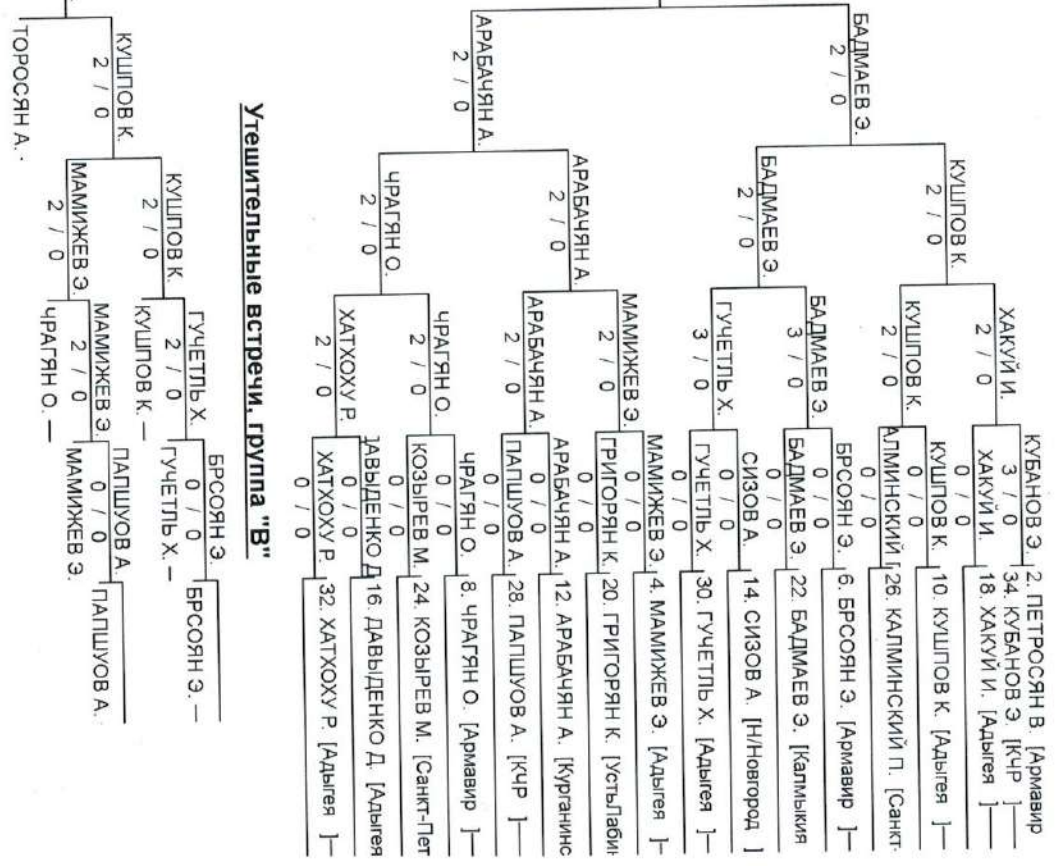 2. ПЕТРОСЯН В. [Армавир
34. КУБАНОВ Э. [КЧР ]
18. ХАКУЙ И. [Адыгея ]
10. КУШПОВ К. [Адыгея ]
26. КАЛМИНСКИЙ П. [Санкт-
6. БРСОЯН Э. [Армавир ]
22. БАДМАЕВ Э. [Калмыкия
14. СИЗОВ А. [Н/Новгород ]
30. ГУЧЕТЛЬ Х. [Адыгея ]
4. МАМИЖЕВ Э. [Адыгея ]
20. ГРИГОРЯН К. [УстьЛабин
12. АРАБАЧЯН А. [Курганинс
28. ПАПШУОВ А. [КЧР ]
8. ЧРАГЯН О. [Армавир ]
24. КОЗЫРЕВ М. [Санкт-Пет
16. ДАВЫДЕНКО Д. [Адыгея
32. ХАТХОХУ Р. [Адыгея ]
КУБАНОВ Э.
3 / 0
ХАКУЙ И.
0 / 0
КУШПОВ К.
0 / 0
АЛМИНСКИЙ П
0 / 0
БРСОЯН Э.
0 / 0
БАДМАЕВ Э.
0 / 0
СИЗОВ А.
0 / 0
ГУЧЕТЛЬ Х.
0 / 0
МАМИЖЕВ Э.
0 / 0
ГРИГОРЯН К.
0 / 0
АРАБАЧЯН А.
0 / 0
ПАПШУОВ А.
0 / 0
ЧРАГЯН О.
0 / 0
КОЗЫРЕВ М.
0 / 0
ДАВЫДЕНКО Д
0 / 0
ХАТХОХУ Р.
0 / 0
ХАКУЙ И.
2 / 0
КУШПОВ К.
2 / 0
БАДМАЕВ Э.
3 / 0
ГУЧЕТЛЬ Х.
3 / 0
МАМИЖЕВ Э.
2 / 0
АРАБАЧЯН А.
2 / 0
ЧРАГЯН О.
2 / 0
ХАТХОХУ Р.
2 / 0
КУШПОВ К.
2 / 0
БАДМАЕВ Э.
2 / 0
АРАБАЧЯН А.
2 / 0
ЧРАГЯН О.
2 / 0
БАДМАЕВ Э.
2 / 0
АРАБАЧЯН А.
2 / 0
Утешительные встречи. группа "В"
БРСОЯН Э. —
БРСОЯН Э.
0 / 0
ГУЧЕТЛЬ Х. —
ГУЧЕТЛЬ Х.
2 / 0
КУШПОВ К. —
КУШПОВ К.
2 / 0
ПАПШУОВ А.
ПАПШУОВ А.
0 / 0
МАМИЖЕВ Э.
МАМИЖЕВ Э.
2 / 0
ЧРАГЯН О. —
МАМИЖЕВ Э.
2 / 0
КУШПОВ К.
2 / 0
ТОРОСЯН А.